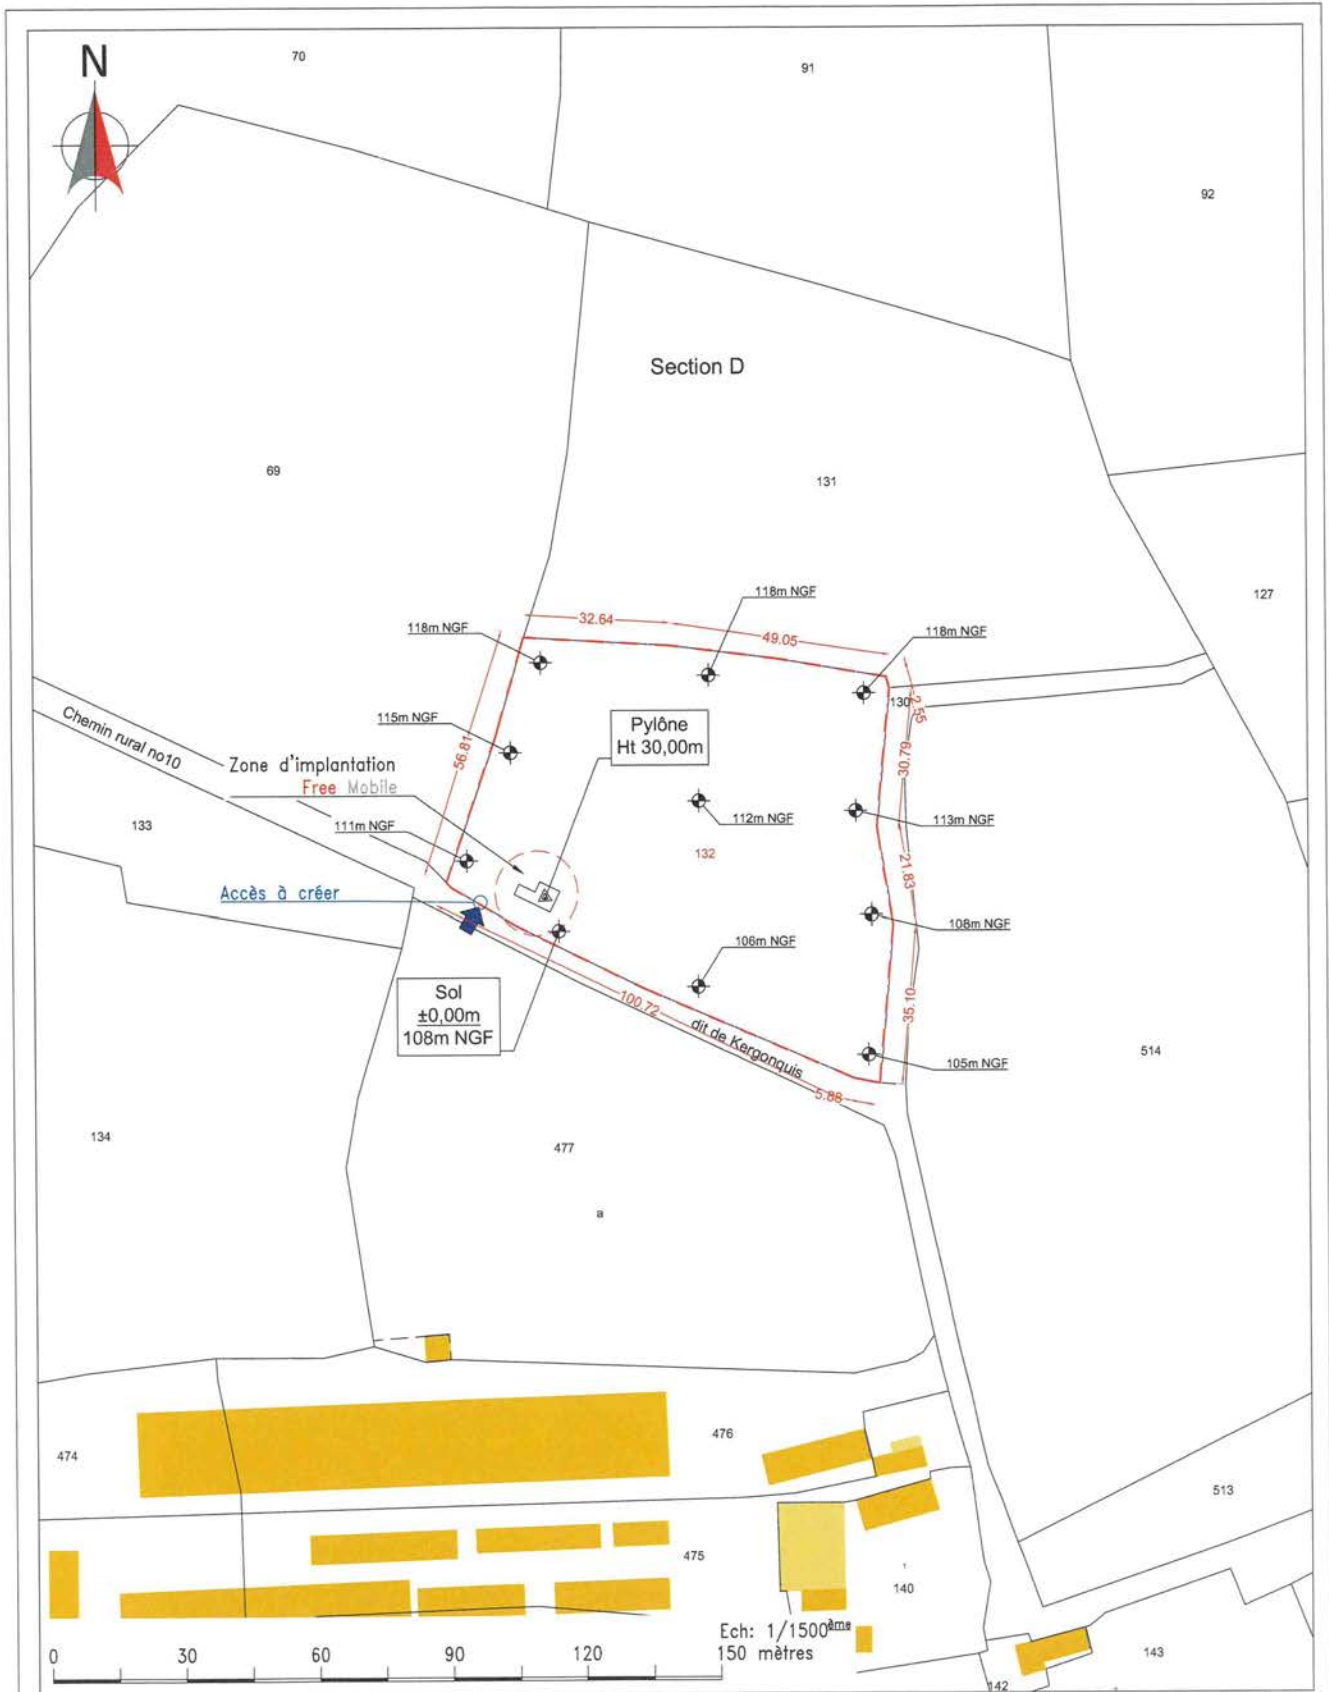 N
70
91
92
Section D
69
131
127
118m NGF
32.64
49.05
118m NGF
118m NGF
130
2.55
Chemin rural no10
115m NGF
56.81
Pylône
Ht 30,00m
30.79
Zone d'implantation
Free Mobile
112m NGF
113m NGF
133
111m NGF
132
21.83
Accès à créer
108m NGF
106m NGF
Sol
±0,00m
108m NGF
100.72
35.10
dit de Kergonquis
105m NGF
514
5.88
134
477
a
474
476
513
475
140
Ech: 1/1500ème
0 30 60 90 120 150 mètres
143
142